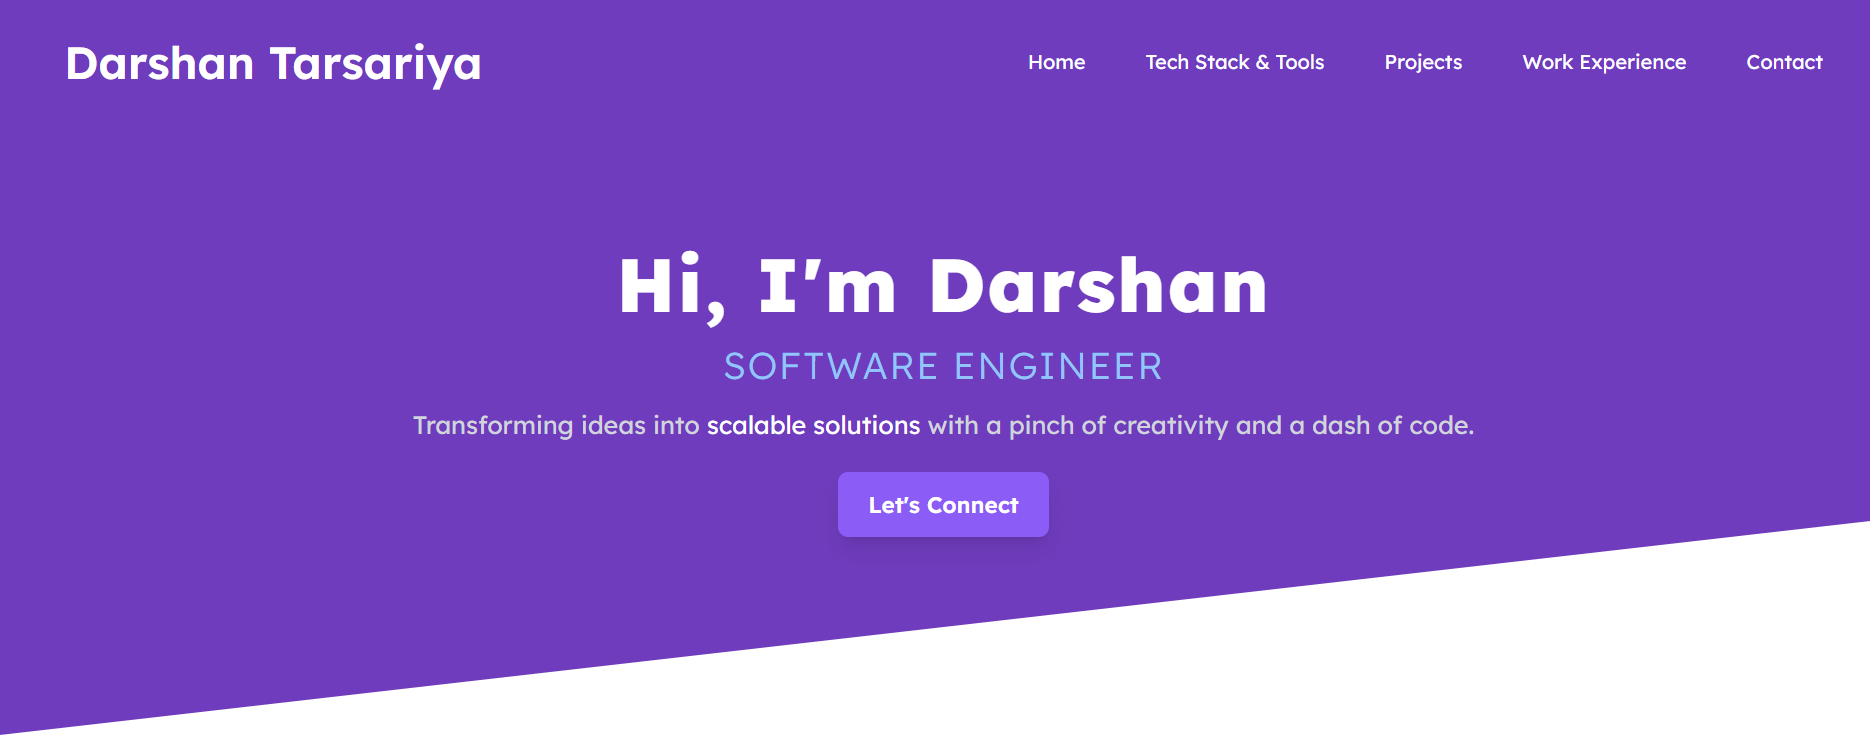 Darshan Tarsariya
Home
Tech Stack & Tools
Projects
Work Experience
Contact
Hi, I'm Darshan
SOFTWARE ENGINEER
Transforming ideas into scalable solutions with a pinch of creativity and a dash of code.
Let's Connect